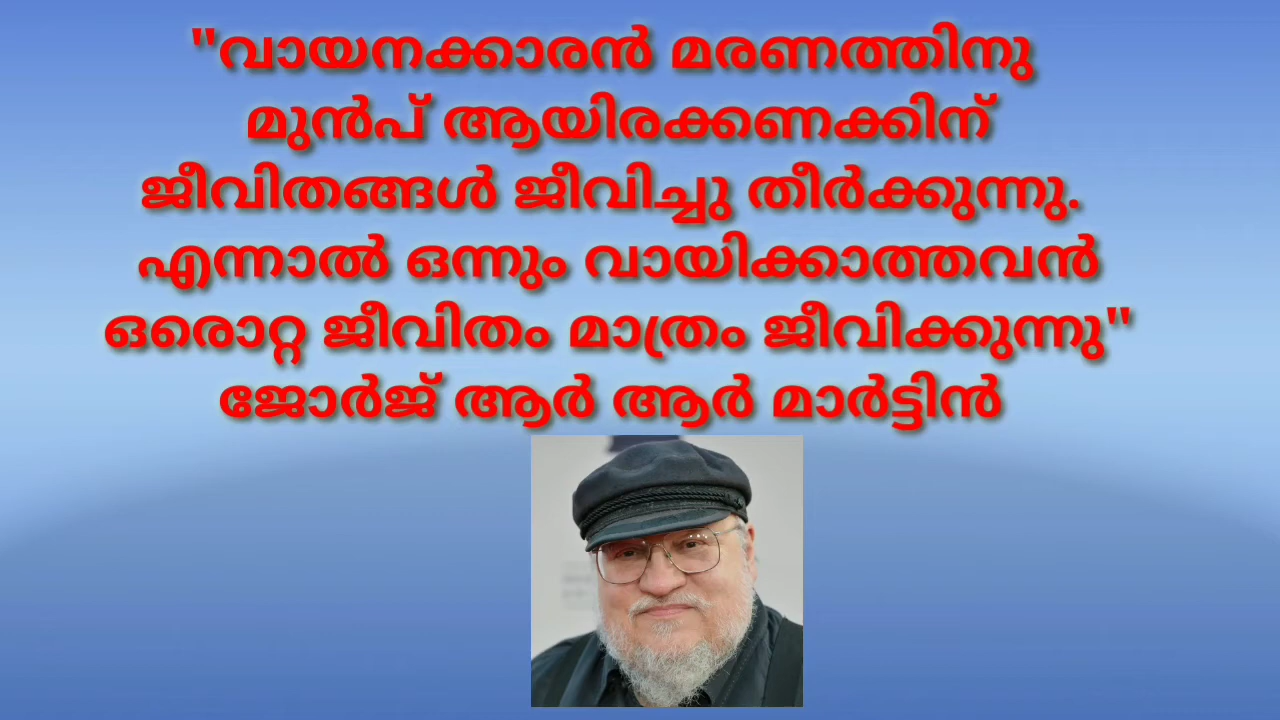 "വായനക്കാരൻ മരണത്തിനു
മുൻപ് ആയിരക്കണക്കിന്
ജീവിതങ്ങൾ ജീവിച്ചു തീർക്കുന്നു.
എന്നാൽ ഒന്നും വായിക്കാത്തവൻ
ഒരൊറ്റ ജീവിതം മാത്രം ജീവിക്കുന്നു"
ജോർജ് ആർ ആർ മാർട്ടിൻ